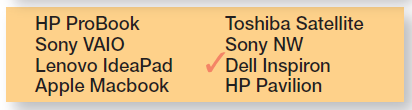 HP ProBook
Sony VAIO
Lenovo IdeaPad
Apple Macbook
Toshiba Satellite
Sony NW
Dell Inspiron
HP Pavilion